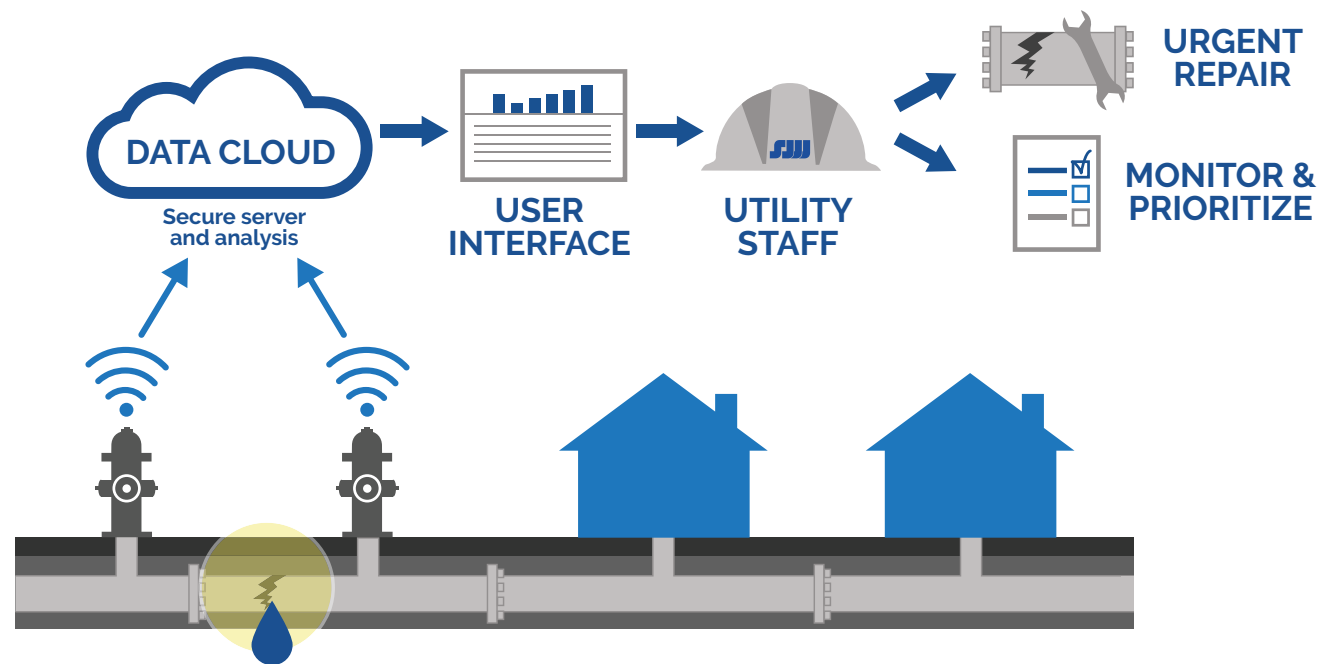 DATA CLOUD
Secure server
and analysis
USER
INTERFACE
SJW
UTILITY
STAFF
URGENT
REPAIR
MONITOR &
PRIORITIZE